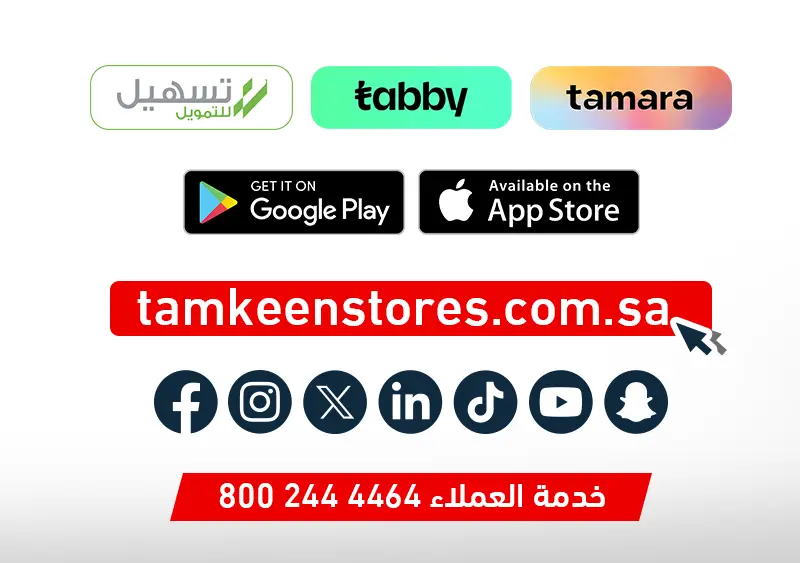 تسهيل
للتمويل
tabby
tamara
GET IT ON
Google Play
Available on the
App Store
tamkeenstores.com.sa
خدمة العملاء 800 244 4464